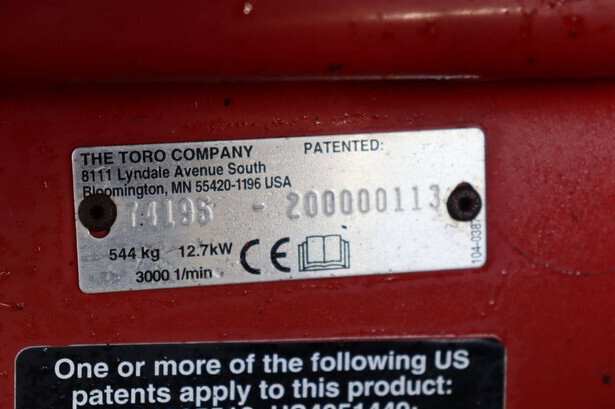 THE TORO COMPANY PATENTED:
8111 Lyndale Avenue South
Bloomington, MN 55420-1196 USA
74196 - 200000113
544 kg 12.7kW CE
3000 1/min
104-0387
One or more of the following US
patents apply to this product: